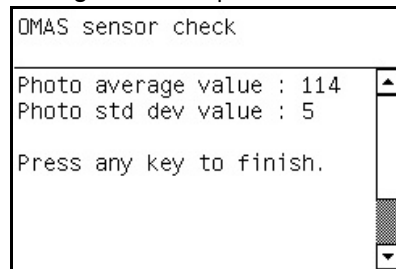 OMAS sensor check
Photo average value : 114
Photo std dev value : 5
Press any key to finish.